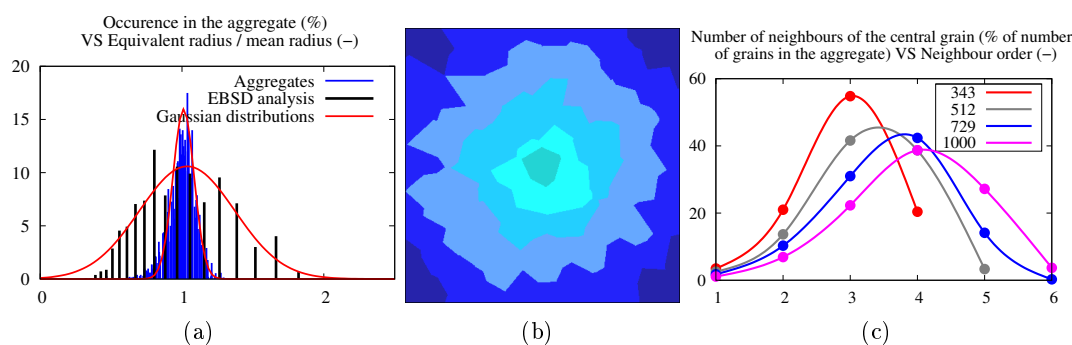 Occurence in the aggregate (%)
VS Equivalent radius / mean radius (−)
20
15
10
5
0
0
1
2
Aggregates
EBSD analysis
Gaussian distributions
(a)
(b)
Number of neighbours of the central grain (% of number
of grains in the aggregate) VS Neighbour order (−)
60
40
20
0
1
2
3
4
5
6
343
512
729
1000
(c)